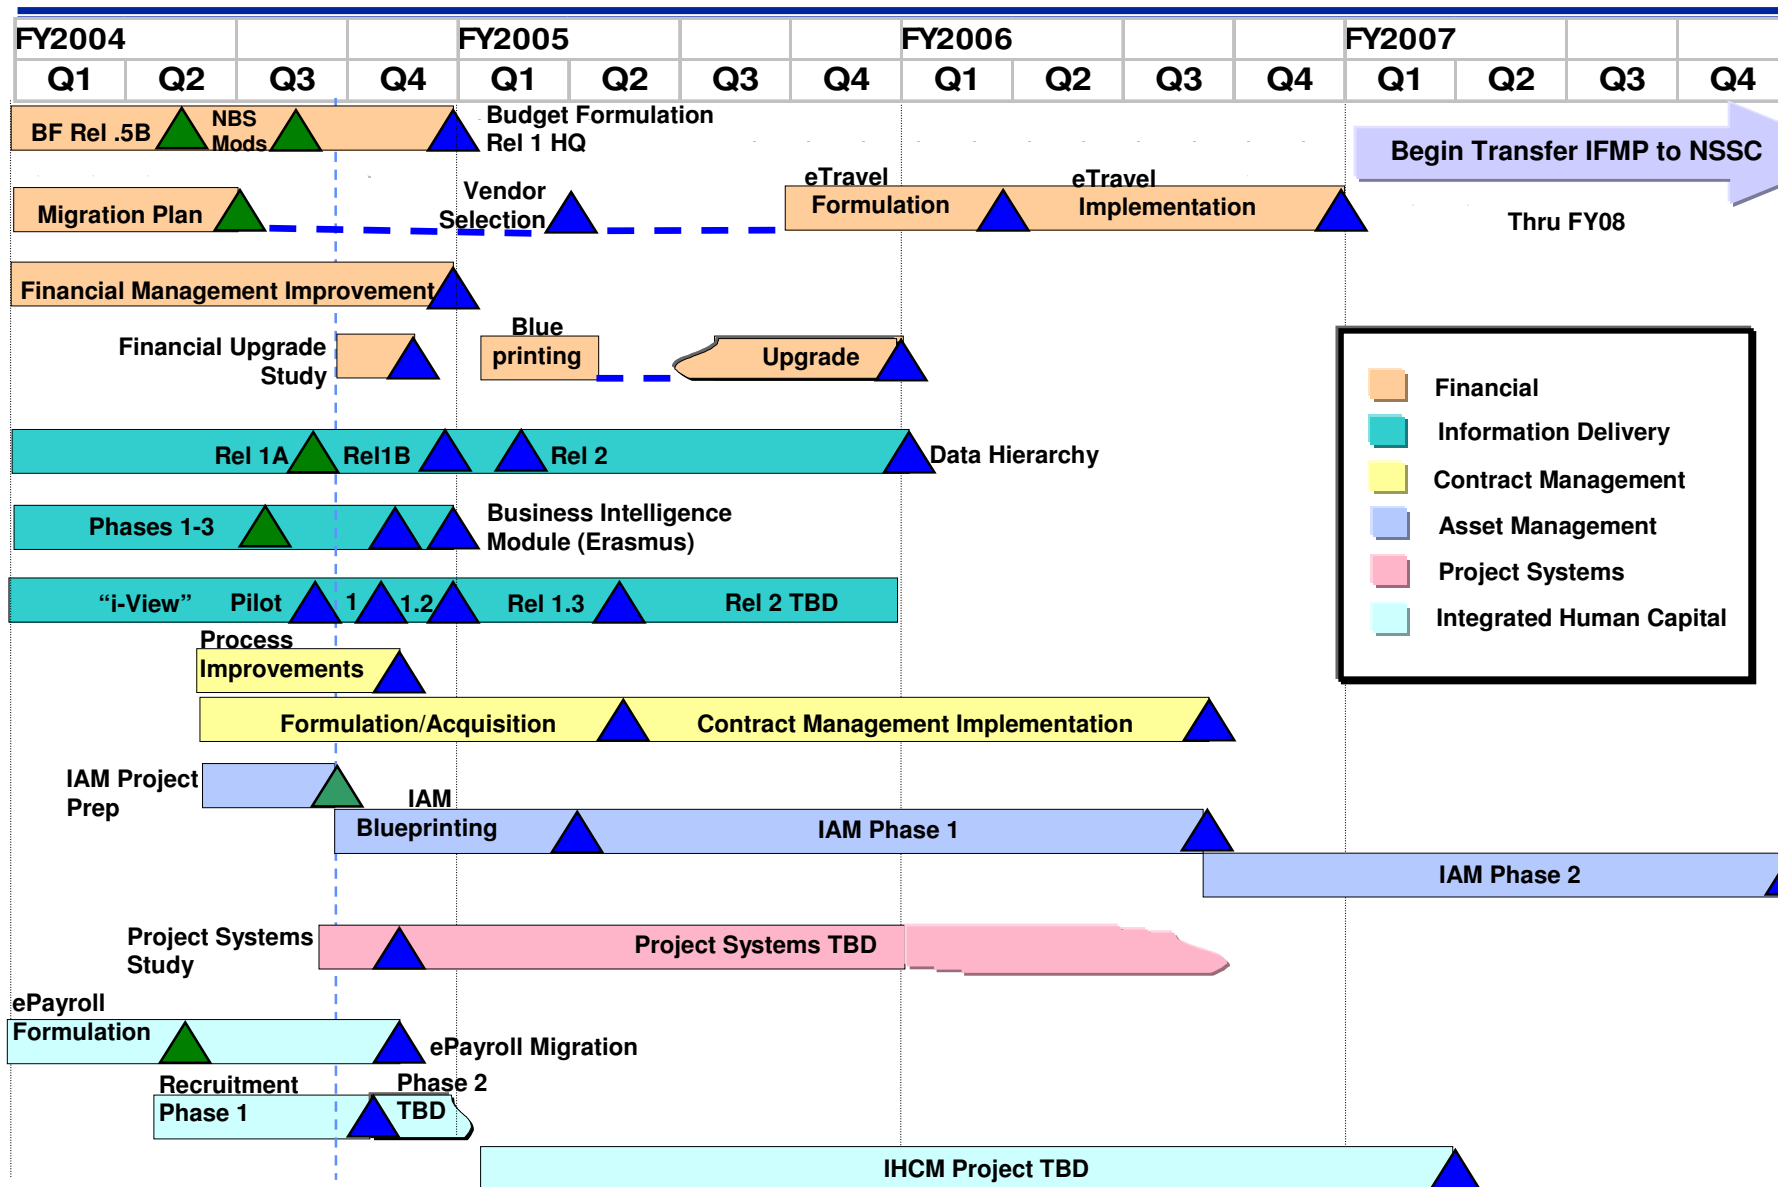 FY2004 FY2005 FY2006 FY2007
Q1 Q2 Q3 Q4 Q1 Q2 Q3 Q4 Q1 Q2 Q3 Q4 Q1 Q2 Q3 Q4
BF Rel .5B
NBS
Mods
Budget Formulation
Rel 1 HQ
Begin Transfer IFMP to NSSC
Thru FY08
Migration Plan
Vendor
Selection
eTravel
Formulation
eTravel
Implementation
Financial Management Improvement
Financial Upgrade
Study
Blue
printing
Upgrade
Financial
Information Delivery
Contract Management
Asset Management
Project Systems
Integrated Human Capital
Rel 1A
Rel1B
Rel 2
Data Hierarchy
Phases 1-3
Business Intelligence
Module (Erasmus)
“i-View”
Pilot
1
1.2
Rel 1.3
Rel 2 TBD
Process
Improvements
Formulation/Acquisition
Contract Management Implementation
IAM Project
Prep
IAM
Blueprinting
IAM Phase 1
IAM Phase 2
Project Systems
Study
Project Systems TBD
ePayroll
Formulation
ePayroll Migration
Recruitment
Phase 1
Phase 2
TBD
IHCM Project TBD